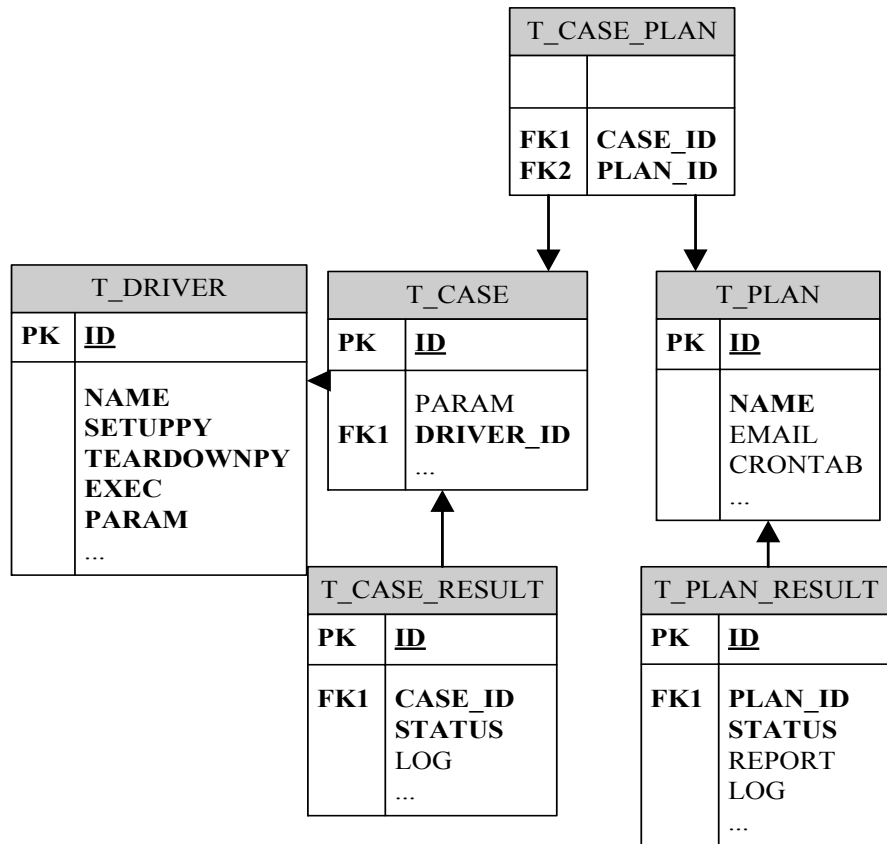 T_CASE_PLAN
FK1 CASE_ID
FK2 PLAN_ID
T_DRIVER
PK ID
NAME
SETUPPY
TEARDOWNPY
EXEC
PARAM
...
T_CASE
PK ID
PARAM
FK1 DRIVER_ID
...
T_PLAN
PK ID
NAME
EMAIL
CRONTAB
...
T_CASE_RESULT
PK ID
FK1 CASE_ID
STATUS
LOG
...
T_PLAN_RESULT
PK ID
FK1 PLAN_ID
STATUS
REPORT
LOG
...